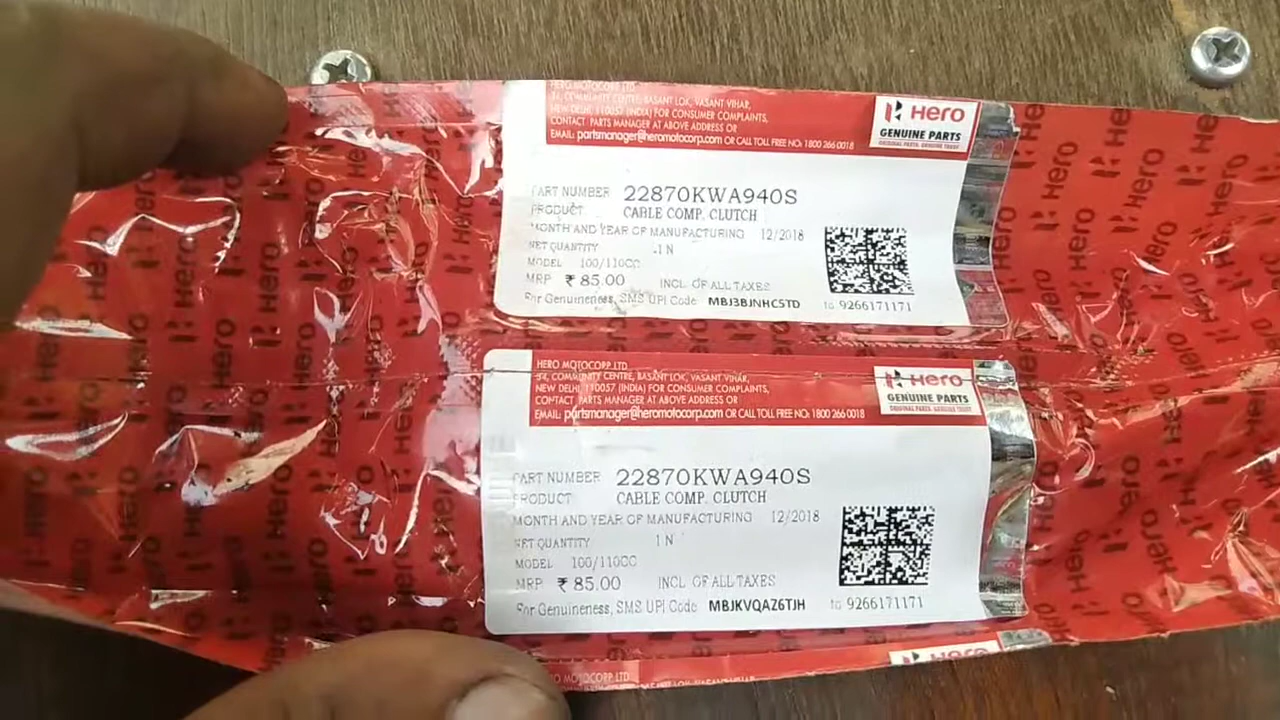 HERO MOTOCORP LTD
34, COMMUNITY CENTRE, BASANT LOK, VASANT VIHAR,
NEW DELHI, 110057 (INDIA) FOR CONSUMER COMPLAINTS,
CONTACT PARTS MANAGER AT ABOVE ADDRESS OR
EMAIL: partsmanager@heromotocorp.com OR CALL TOLL FREE NO: 1800 266 0018
Hero
GENUINE PARTS
ORIGINAL PARTS. GENUINE TRUST
PART NUMBER 22870KWA940S
PRODUCT CABLE COMP. CLUTCH
MONTH AND YEAR OF MANUFACTURING 12/2018
NET QUANTITY 1 N
MODEL 100/110CC
MRP ₹ 85.00 INCL OF ALL TAXES
For Genuineness, SMS UPI Code MBJ3BJNHC5TD to 9266171171
HERO MOTOCORP LTD
34, COMMUNITY CENTRE, BASANT LOK, VASANT VIHAR,
NEW DELHI, 110057 (INDIA) FOR CONSUMER COMPLAINTS,
CONTACT PARTS MANAGER AT ABOVE ADDRESS OR
EMAIL: partsmanager@heromotocorp.com OR CALL TOLL FREE NO: 1800 266 0018
Hero
GENUINE PARTS
ORIGINAL PARTS. GENUINE TRUST
PART NUMBER 22870KWA940S
PRODUCT CABLE COMP. CLUTCH
MONTH AND YEAR OF MANUFACTURING 12/2018
NET QUANTITY 1 N
MODEL 100/110CC
MRP ₹ 85.00 INCL OF ALL TAXES
For Genuineness, SMS UPI Code MBJKVQAZ6TJH to 9266171171
HERO MOTOCORP LTD
Hero